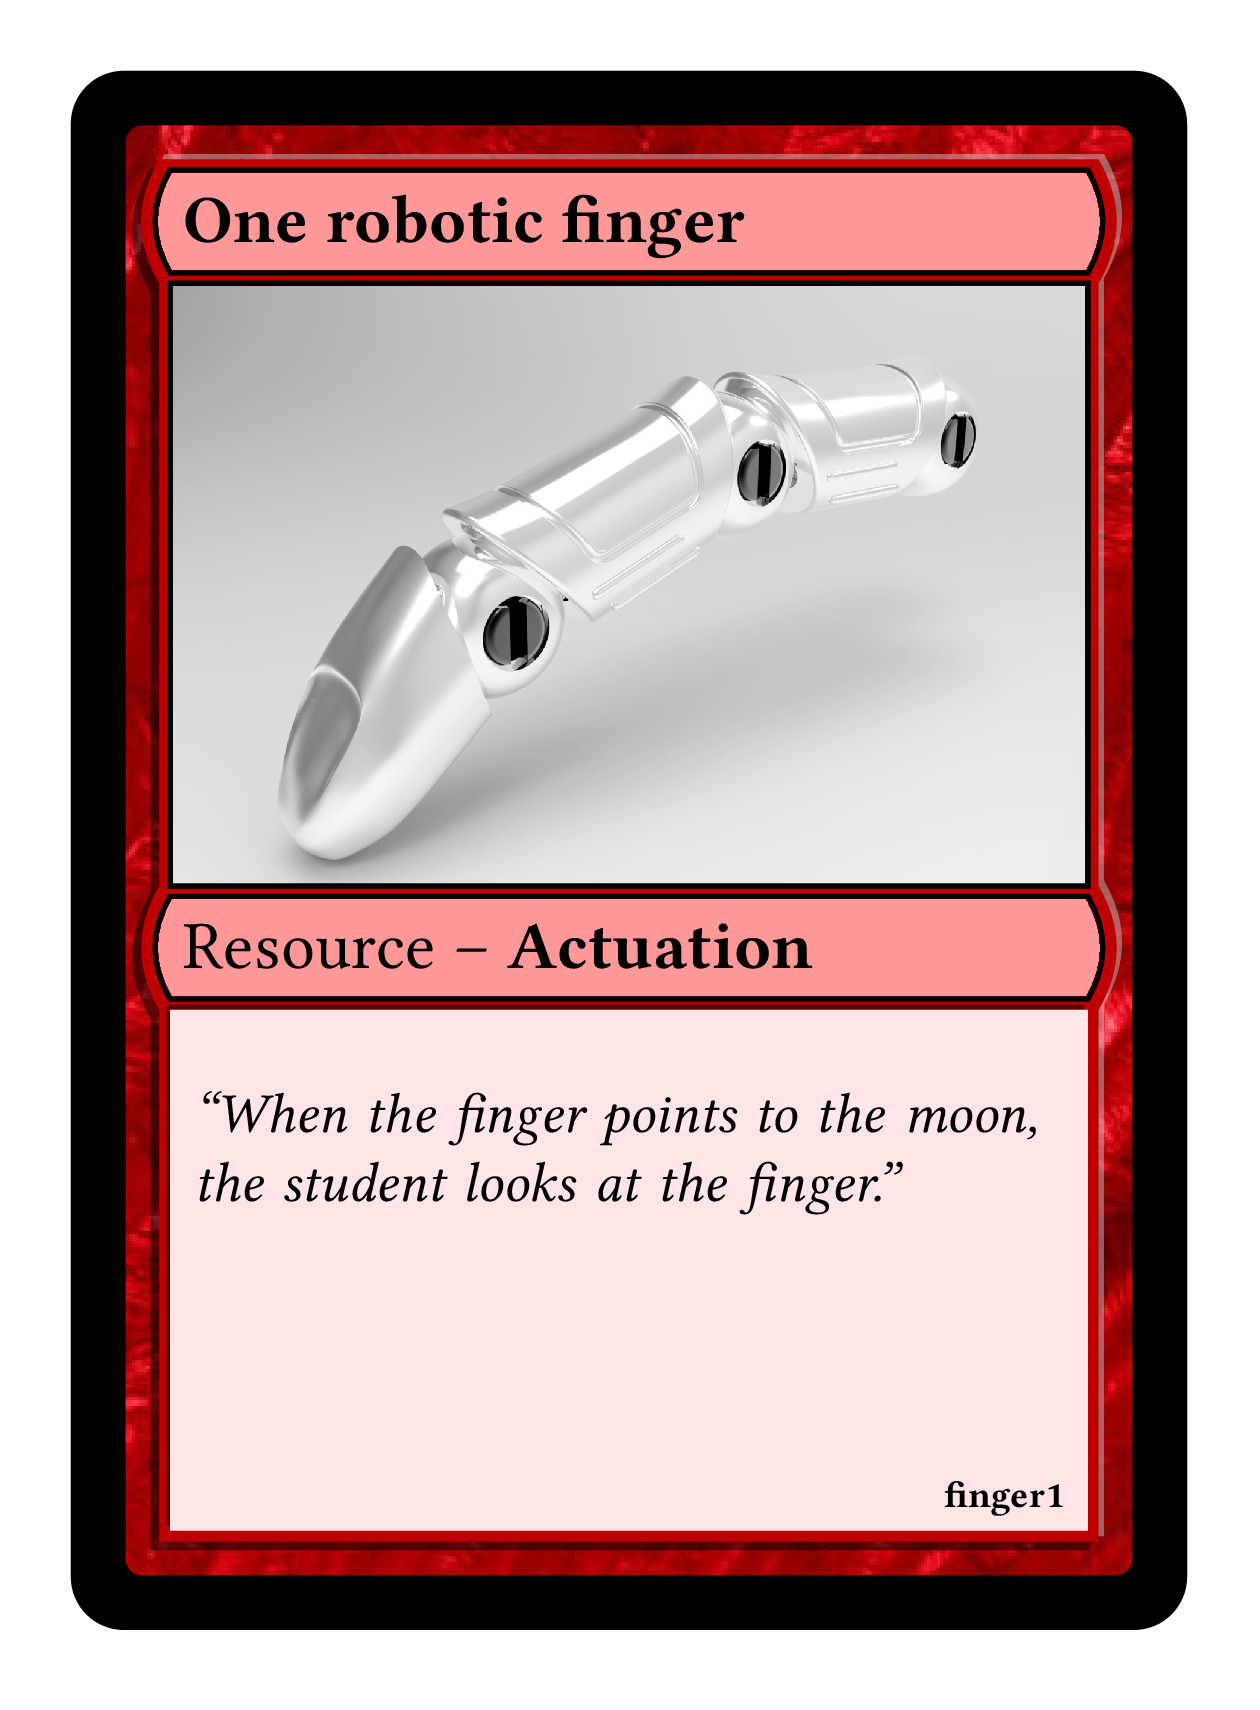 One robotic finger
Resource – Actuation
“When the finger points to the moon,
the student looks at the finger.”
finger1